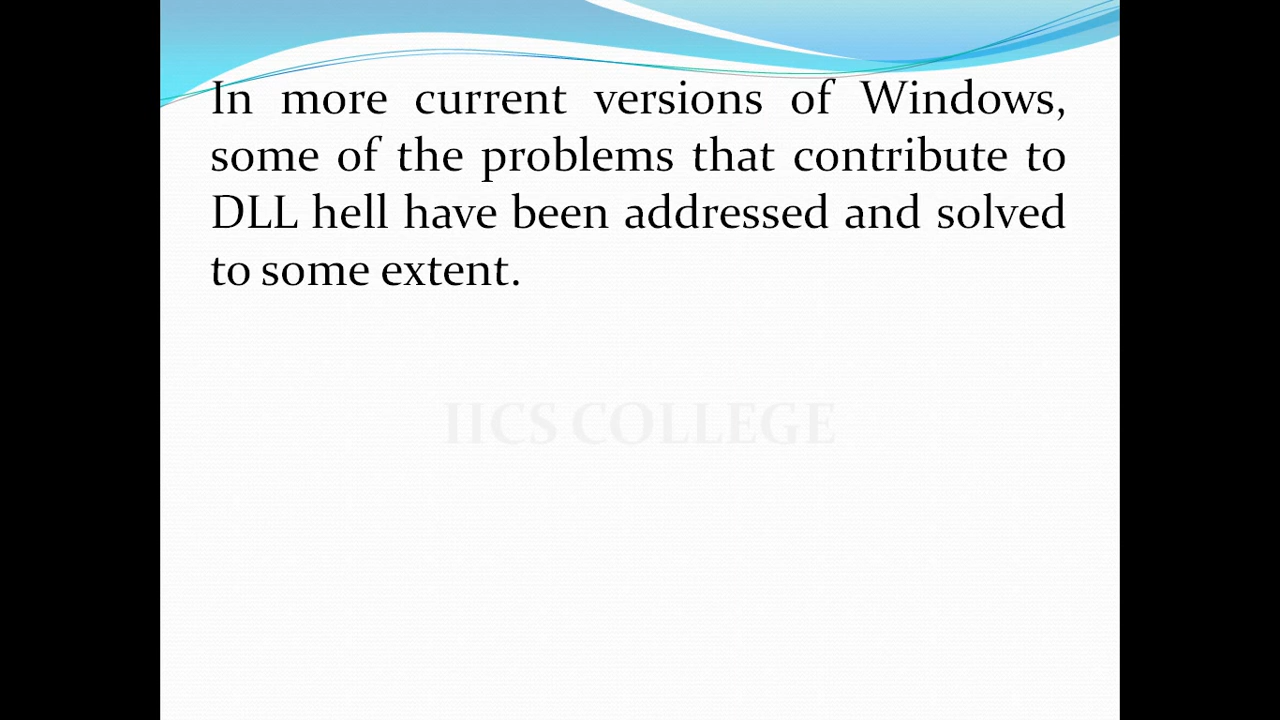 In more current versions of Windows,
some of the problems that contribute to
DLL hell have been addressed and solved
to some extent.
IICS COLLEGE